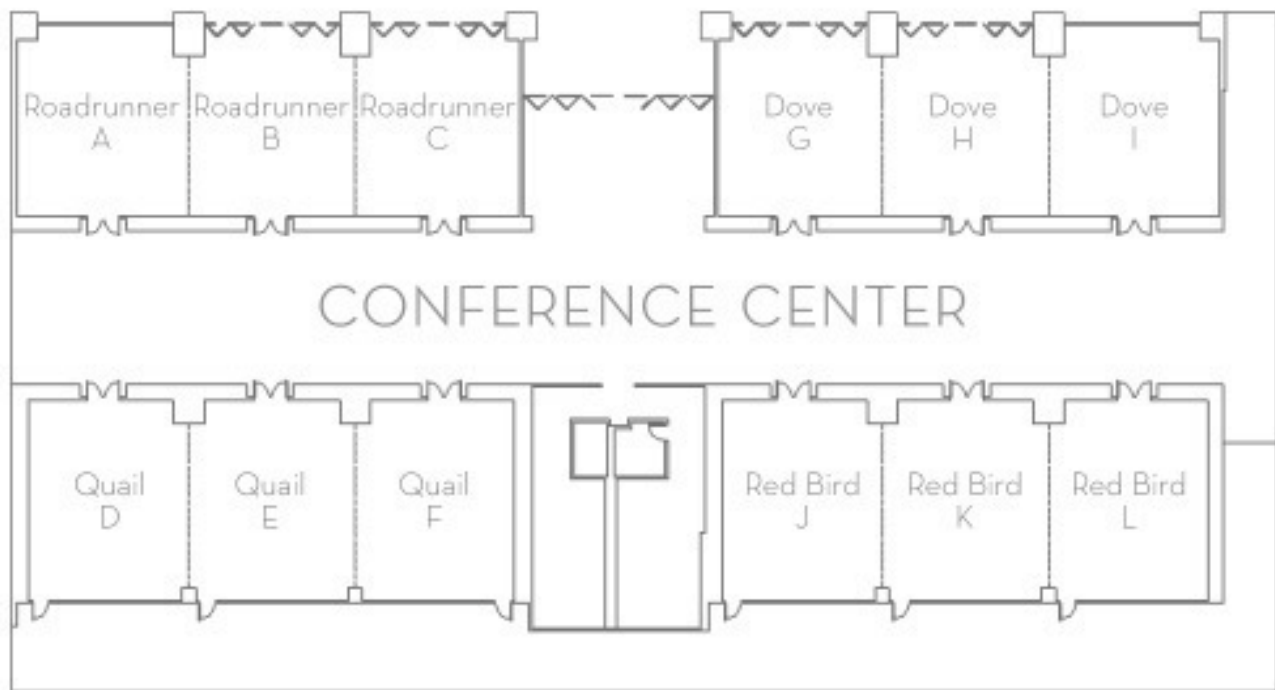 Roadrunner
A
Roadrunner
B
Roadrunner
C
Dove
G
Dove
H
Dove
I
CONFERENCE CENTER
Quail
D
Quail
E
Quail
F
Red Bird
J
Red Bird
K
Red Bird
L